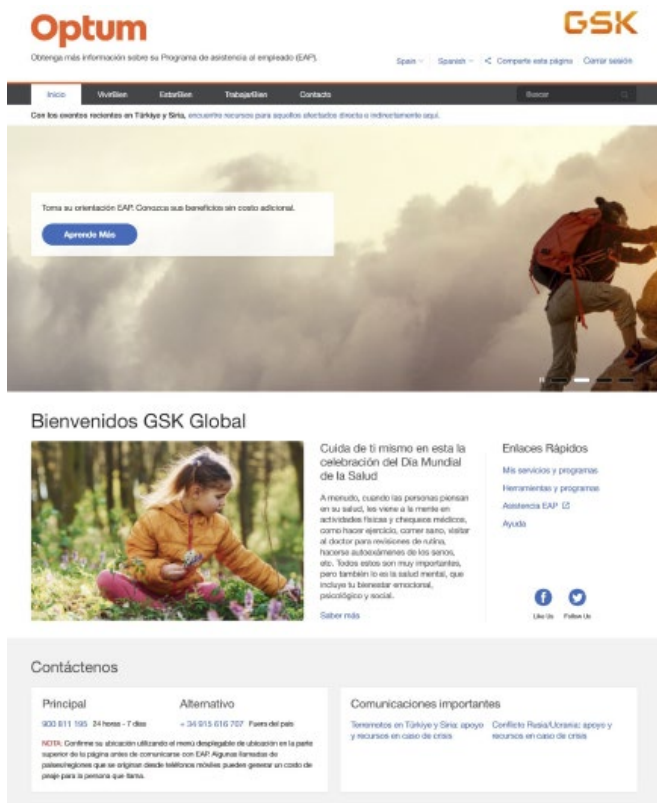 Optum
GSK
Obtenga más información sobre su Programa de asistencia al empleado (EAP).
Spain
Spanish
Comparte esta página
Cerrar sesión
Inicio
VivirBien
EstarBien
TrabajarBien
Contacto
Buscar
Con los eventos recientes en Türkiye y Siria, encuentre recursos para aquellos afectados directa o indirectamente aquí.
Toma su orientación EAP. Conozca sus beneficios sin costo adicional.
Aprende Más
Bienvenidos GSK Global
Cuida de ti mismo en esta la
celebración del Día Mundial
de la Salud
A menudo, cuando las personas piensan
en su salud, les viene a la mente en
actividades físicas y chequeos médicos,
como hacer ejercicio, comer sano, visitar
al doctor para revisiones de rutina,
hacerse autoexámenes de los senos,
etc. Todos estos son muy importantes,
pero también lo es la salud mental, que
incluye tu bienestar emocional,
psicológico y social.
Saber más
Enlaces Rápidos
Mis servicios y programas
Herramientas y programas
Asistencia EAP
Ayuda
Like Us
Follow Us
Contáctenos
Principal
900 811 195 24 horas - 7 días
Alternativo
+ 34 915 616 707 Fuera del país
NOTA: Confirme su ubicación utilizando el menú desplegable de ubicación en la parte
superior de la página antes de comunicarse con EAP. Algunas llamadas de
países/regiones que se originan desde teléfonos móviles pueden generar un costo de
peaje para la persona que llama.
Comunicaciones importantes
Terremotos en Türkiye y Siria: apoyo
y recursos en caso de crisis
Conflicto Rusia/Ucrania: apoyo y
recursos en caso de crisis